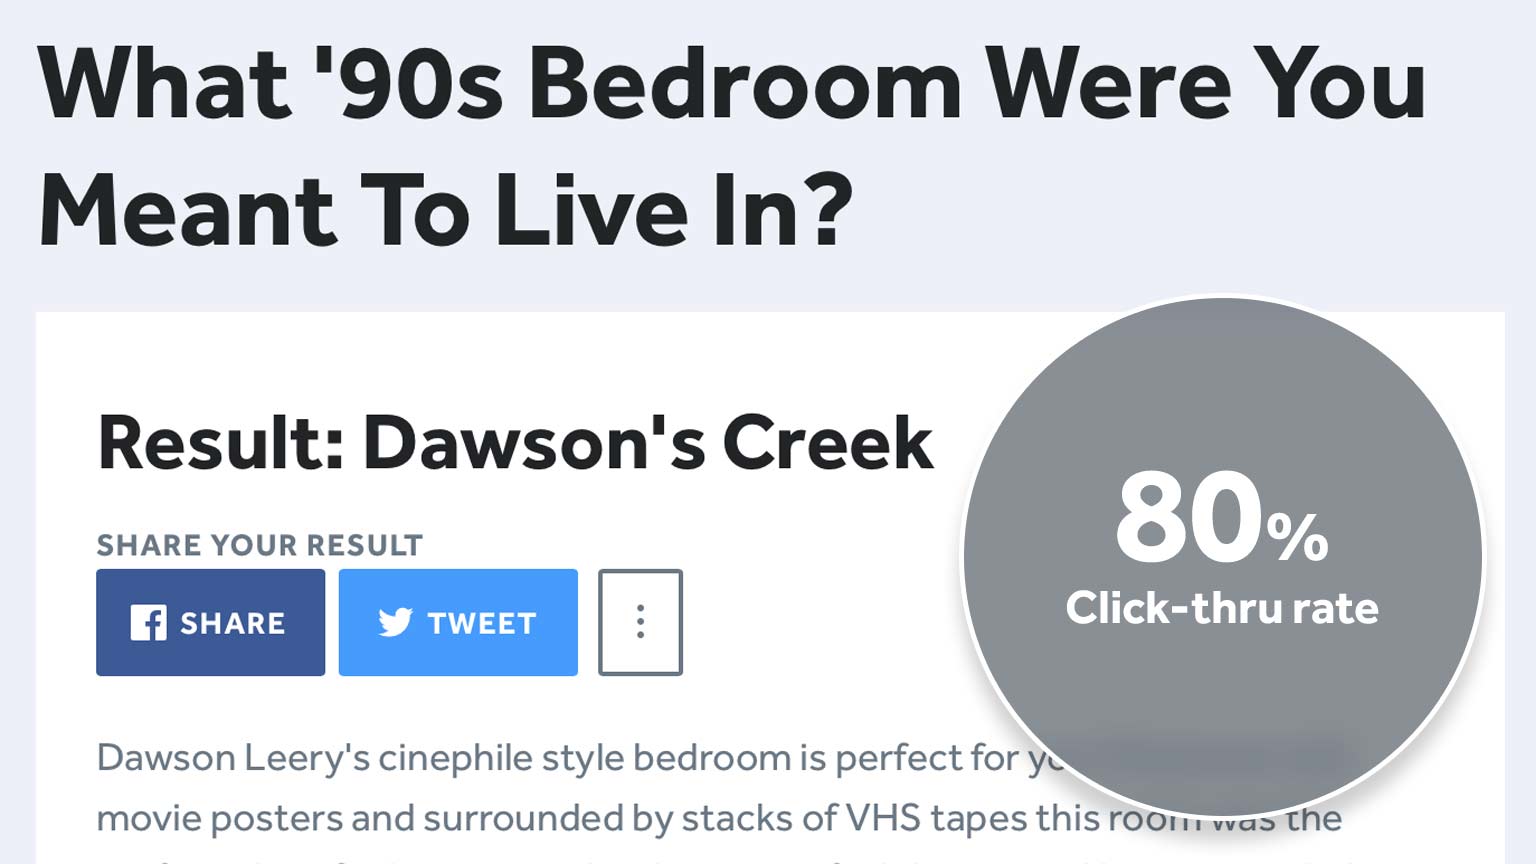 What '90s Bedroom Were You
Meant To Live In?
Result: Dawson's Creek
SHARE YOUR RESULT
SHARE
TWEET
80%
Click-thru rate
Dawson Leery's cinephile style bedroom is perfect for
movie posters and surrounded by stacks of VHS tapes this room was the